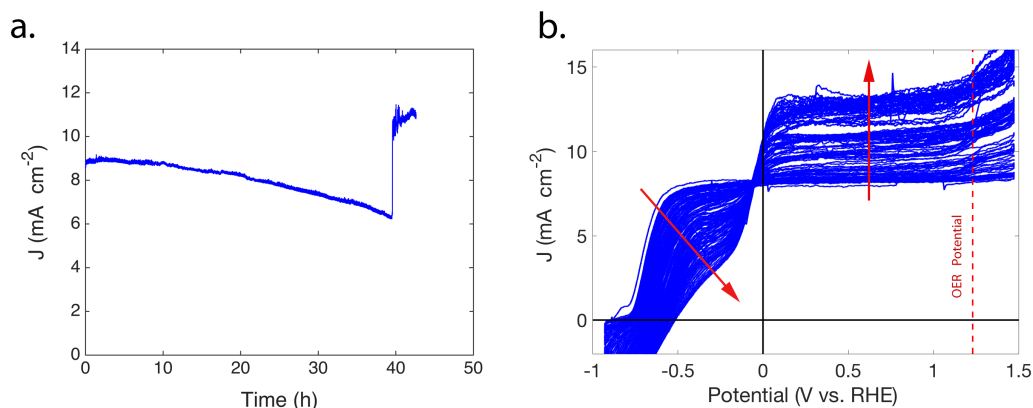 a.
14
12
10
8
6
4
2
0
J (mA cm⁻²)
0 10 20 30 40 50
Time (h)
b.
15
10
5
0
J (mA cm⁻²)
OER Potential
-1 -0.5 0 0.5 1 1.5
Potential (V vs. RHE)